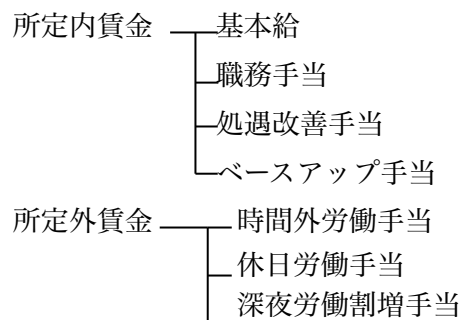 所定内賃金 基本給
職務手当
処遇改善手当
ベースアップ手当
所定外賃金 時間外労働手当
休日労働手当
深夜労働割増手当